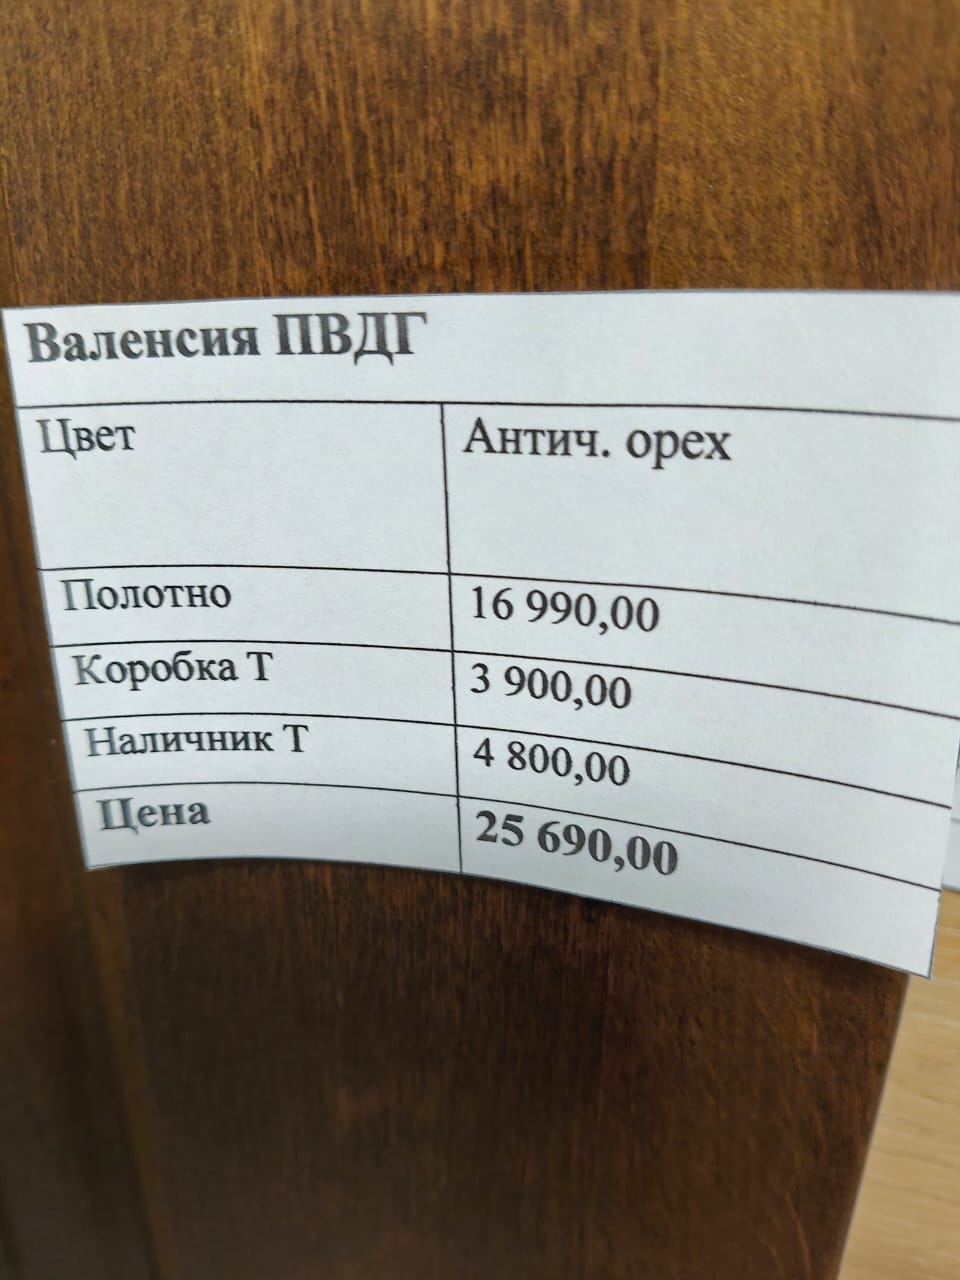 Валенсия ПВДГ
Цвет Антич. орех
Полотно 16 990,00
Коробка Т 3 900,00
Наличник Т 4 800,00
Цена 25 690,00